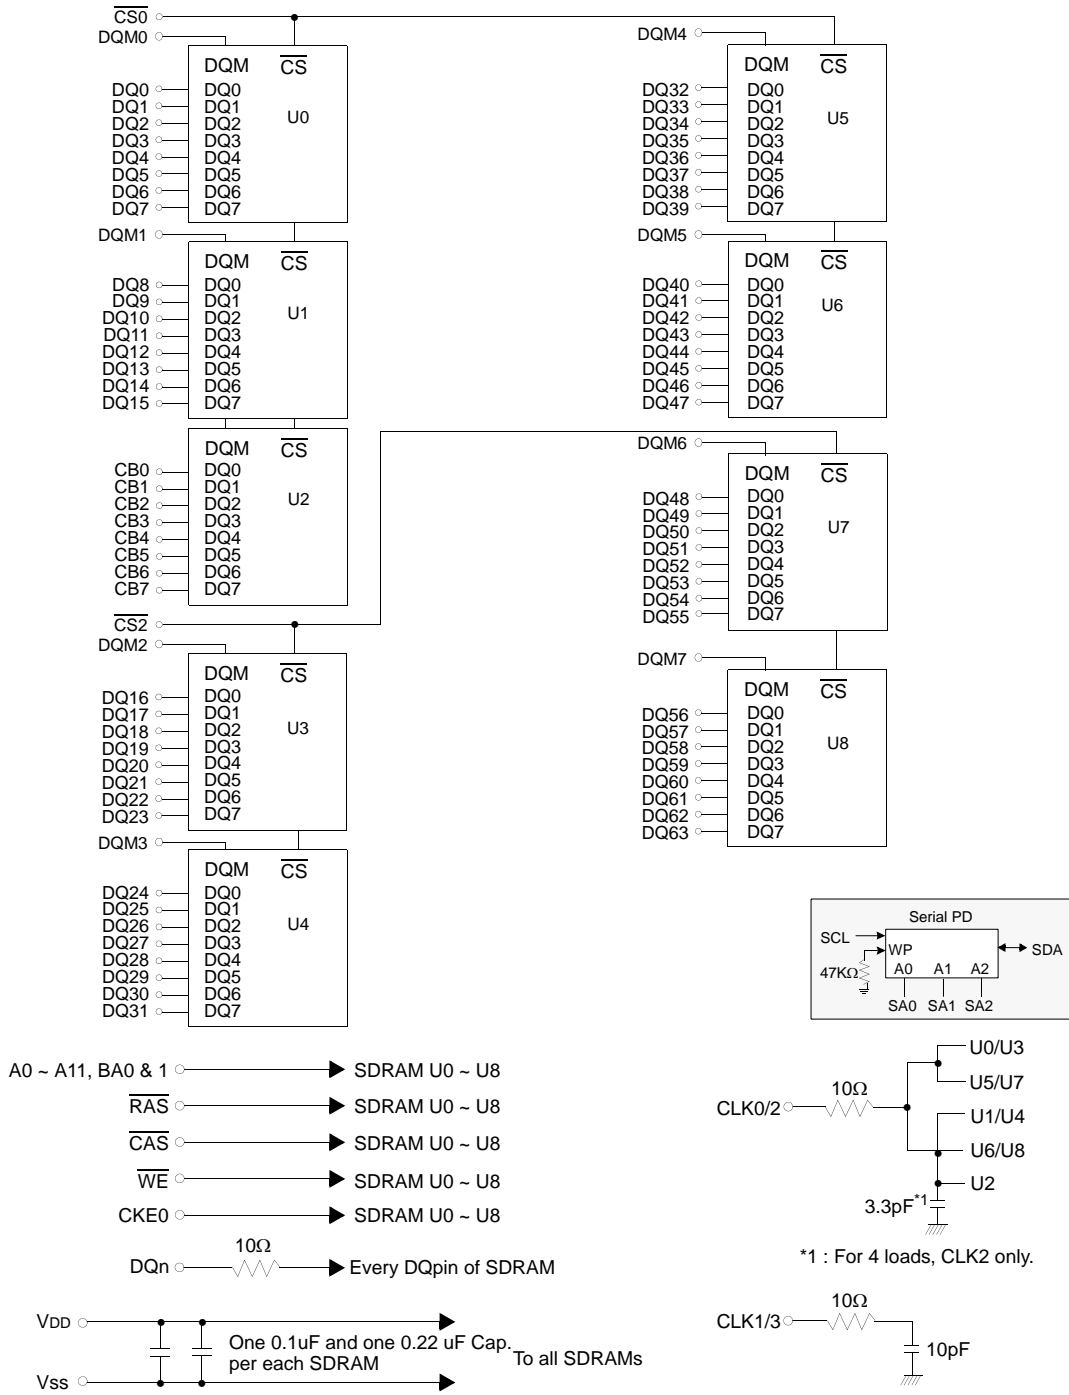 CS0
DQM0
DQM CS
DQ0 DQ0
DQ1 DQ1
DQ2 DQ2
DQ3 DQ3
DQ4 DQ4
DQ5 DQ5
DQ6 DQ6
DQ7 DQ7
U0
DQM1
DQM CS
DQ8 DQ0
DQ9 DQ1
DQ10 DQ2
DQ11 DQ3
DQ12 DQ4
DQ13 DQ5
DQ14 DQ6
DQ15 DQ7
U1
DQM CS
CB0 DQ0
CB1 DQ1
CB2 DQ2
CB3 DQ3
CB4 DQ4
CB5 DQ5
CB6 DQ6
CB7 DQ7
U2
CS2
DQM2
DQM CS
DQ16 DQ0
DQ17 DQ1
DQ18 DQ2
DQ19 DQ3
DQ20 DQ4
DQ21 DQ5
DQ22 DQ6
DQ23 DQ7
U3
DQM3
DQM CS
DQ24 DQ0
DQ25 DQ1
DQ26 DQ2
DQ27 DQ3
DQ28 DQ4
DQ29 DQ5
DQ30 DQ6
DQ31 DQ7
U4
DQM4
DQM CS
DQ32 DQ0
DQ33 DQ1
DQ34 DQ2
DQ35 DQ3
DQ36 DQ4
DQ37 DQ5
DQ38 DQ6
DQ39 DQ7
U5
DQM5
DQM CS
DQ40 DQ0
DQ41 DQ1
DQ42 DQ2
DQ43 DQ3
DQ44 DQ4
DQ45 DQ5
DQ46 DQ6
DQ47 DQ7
U6
DQM6
DQM CS
DQ48 DQ0
DQ49 DQ1
DQ50 DQ2
DQ51 DQ3
DQ52 DQ4
DQ53 DQ5
DQ54 DQ6
DQ55 DQ7
U7
DQM7
DQM CS
DQ56 DQ0
DQ57 DQ1
DQ58 DQ2
DQ59 DQ3
DQ60 DQ4
DQ61 DQ5
DQ62 DQ6
DQ63 DQ7
U8
Serial PD
SCL
WP
SDA
47KΩ
A0 A1 A2
SA0 SA1 SA2
A0 ~ A11, BA0 & 1 SDRAM U0 ~ U8
RAS SDRAM U0 ~ U8
CAS SDRAM U0 ~ U8
WE SDRAM U0 ~ U8
CKE0 SDRAM U0 ~ U8
10Ω
DQn Every DQpin of SDRAM
VDD
One 0.1uF and one 0.22 uF Cap.
per each SDRAM
To all SDRAMs
Vss
U0/U3
U5/U7
10Ω
CLK0/2
U1/U4
U6/U8
U2
3.3pF*1
*1 : For 4 loads, CLK2 only.
10Ω
CLK1/3
10pF